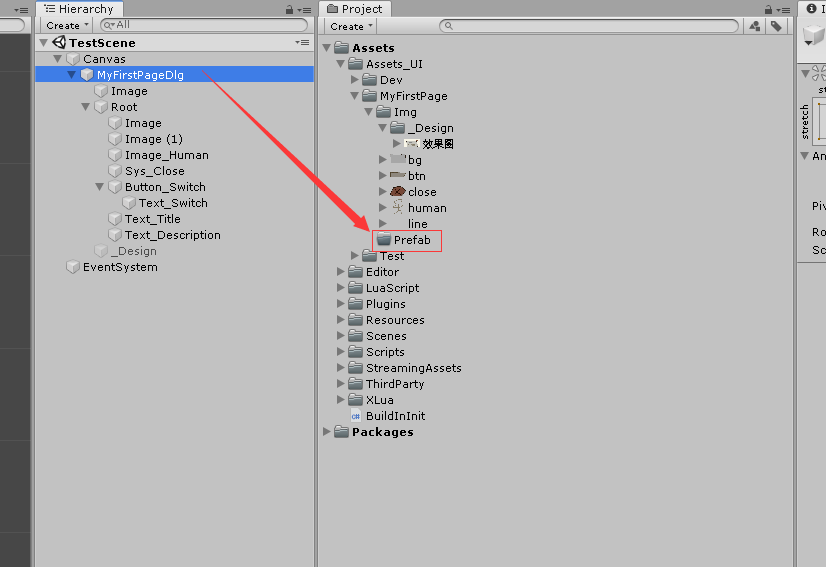 Hierarchy
Create
All
TestScene
Canvas
MyFirstPageDlg
Image
Root
Image
Image (1)
Image_Human
Sys_Close
Button_Switch
Text_Switch
Text_Title
Text_Description
_Design
EventSystem
Project
Create
Assets
Assets_UI
Dev
MyFirstPage
Img
_Design
效果图
bg
btn
close
human
line
Prefab
Test
Editor
LuaScript
Plugins
Resources
Scenes
Scripts
StreamingAssets
ThirdParty
XLua
BuildInInit
Packages
I
st
stretch
An
Piv
Ro
Sc